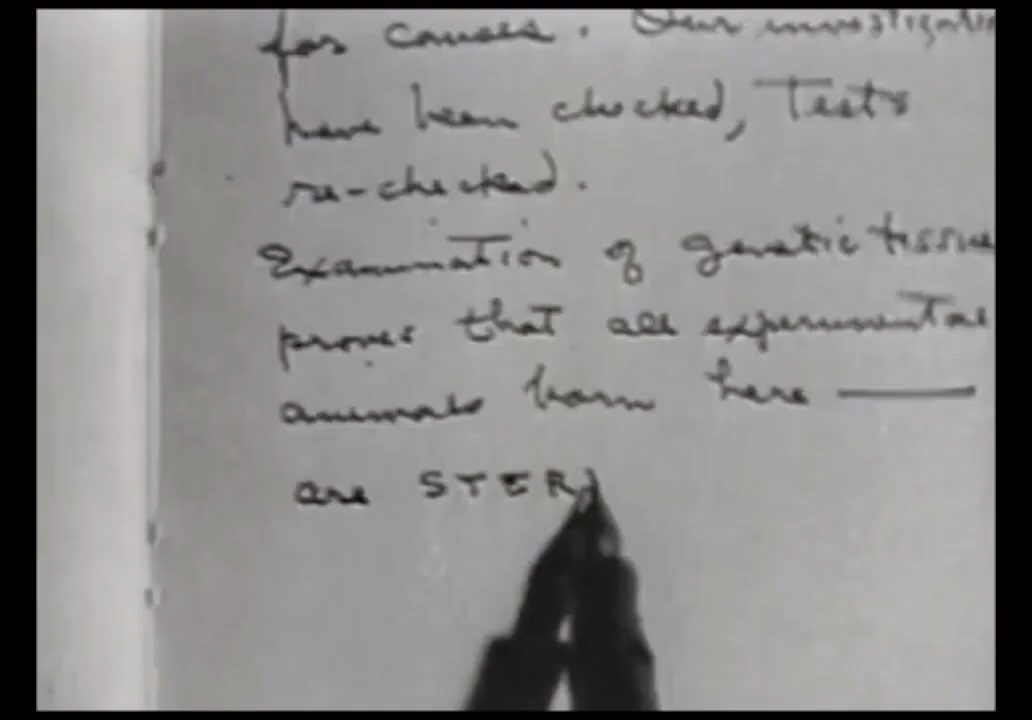 for causes. Our investigatio
have been checked, Tests
re-checked.
Examination of genetic tissue
proves that all experimental
animals born here —
are STER